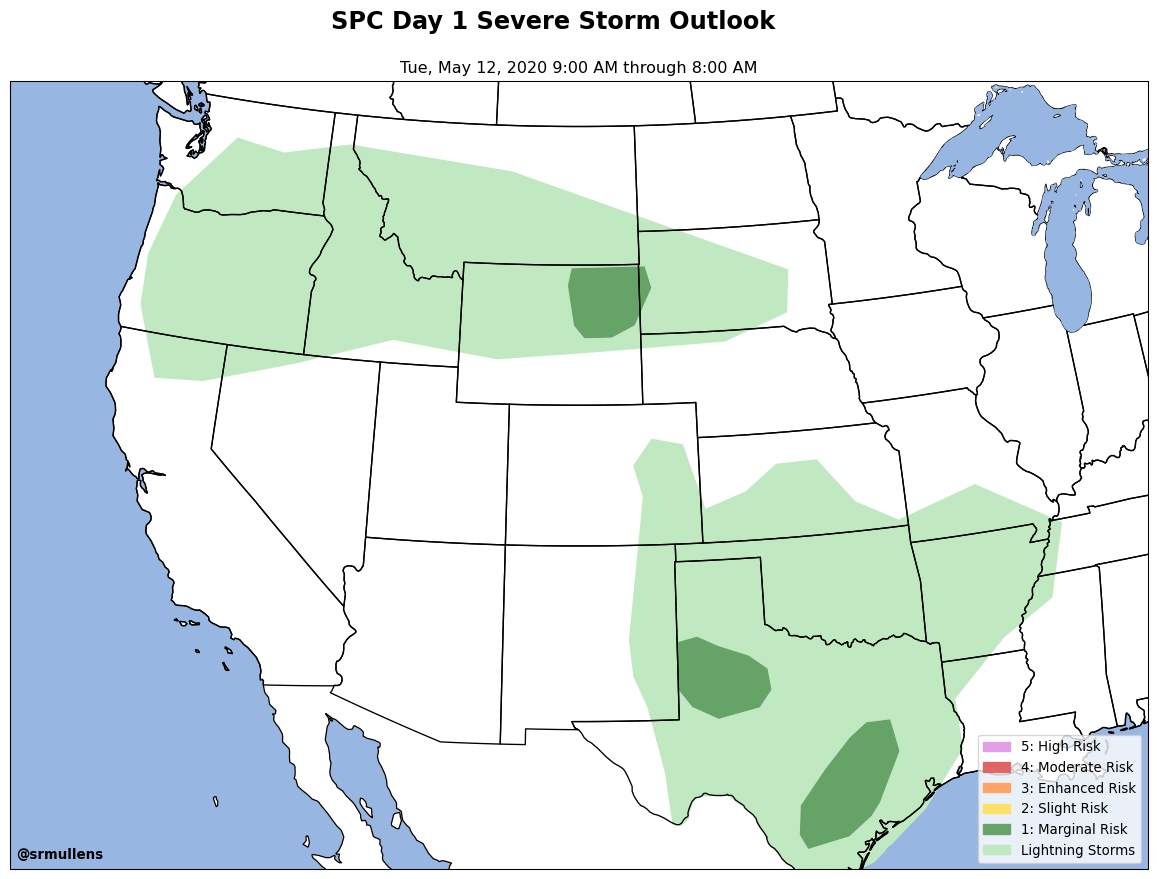 SPC Day 1 Severe Storm Outlook
Tue, May 12, 2020 9:00 AM through 8:00 AM
5: High Risk
4: Moderate Risk
3: Enhanced Risk
2: Slight Risk
1: Marginal Risk
Lightning Storms
@srmullens